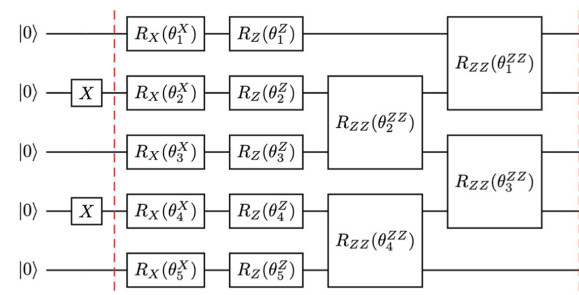 |0⟩ R_X(θ_1^X) R_Z(θ_1^Z)
R_ZZ(θ_1^ZZ)
|0⟩ X R_X(θ_2^X) R_Z(θ_2^Z)
R_ZZ(θ_2^ZZ)
|0⟩ R_X(θ_3^X) R_Z(θ_3^Z)
R_ZZ(θ_3^ZZ)
|0⟩ X R_X(θ_4^X) R_Z(θ_4^Z)
R_ZZ(θ_4^ZZ)
|0⟩ R_X(θ_5^X) R_Z(θ_5^Z)